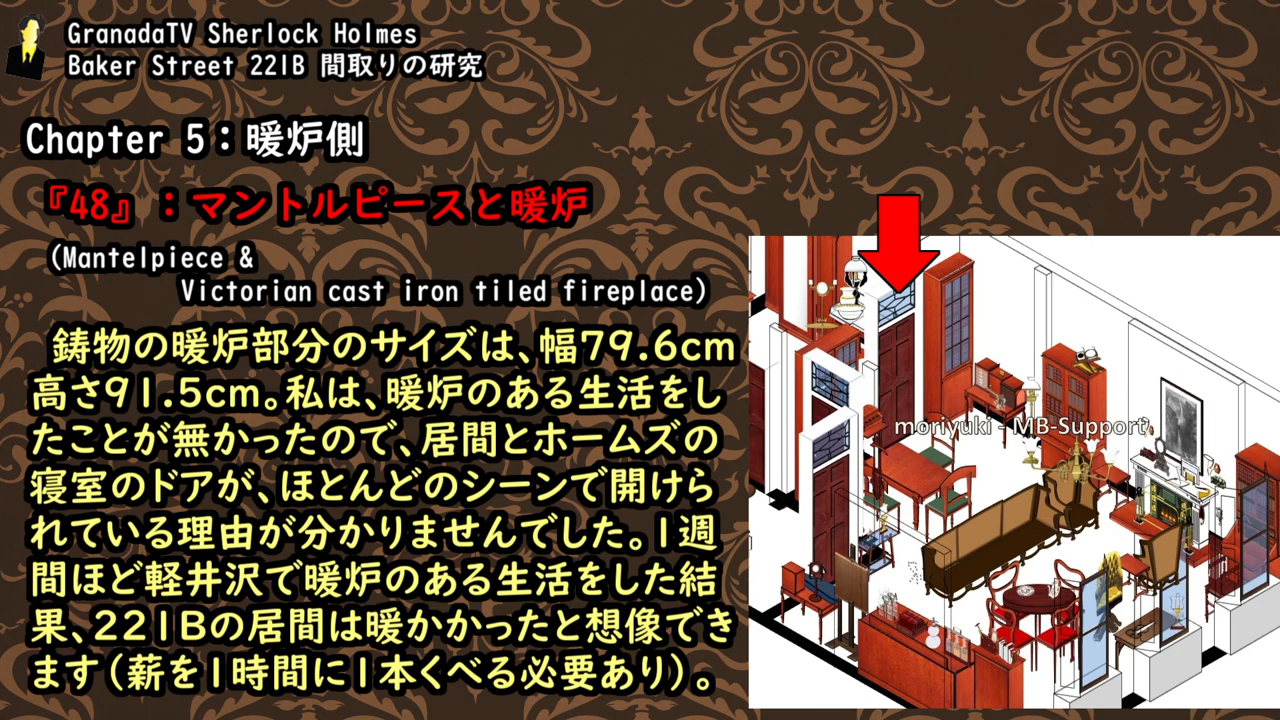 GranadaTV Sherlock Holmes
Baker Street 221B 間取りの研究
Chapter 5：暖炉側
『48』：マントルピースと暖炉
(Mantelpiece &
Victorian cast iron tiled fireplace)
鋳物の暖炉部分のサイズは、幅79.6cm
高さ91.5cm。私は、暖炉のある生活をし
たことが無かったので、居間とホームズの
寝室のドアが、ほとんどのシーンで開けら
れている理由が分かりませんでした。1週
間ほど軽井沢で暖炉のある生活をした結
果、221Bの居間は暖かかったと想像でき
ます(薪を1時間に1本くべる必要あり)。
moriyuki - MB-Support